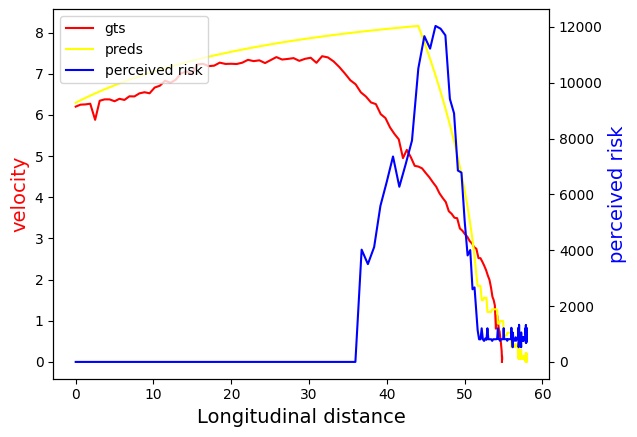 gts
preds
perceived risk
velocity
8
7
6
5
4
3
2
1
0
12000
10000
8000
6000
4000
2000
0
perceived risk
0 10 20 30 40 50 60
Longitudinal distance